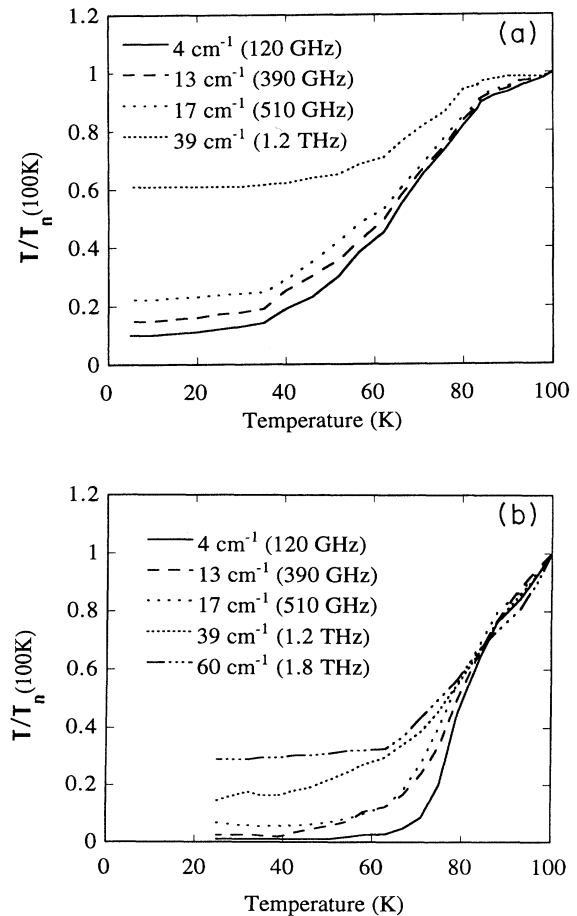 1.2
(a)
4 cm⁻¹ (120 GHz)
1
13 cm⁻¹ (390 GHz)
17 cm⁻¹ (510 GHz)
0.8
39 cm⁻¹ (1.2 THz)
0.6
T/Tₙ (100K)
0.4
0.2
0
0 20 40 60 80 100
Temperature (K)
1.2
(b)
4 cm⁻¹ (120 GHz)
1
13 cm⁻¹ (390 GHz)
17 cm⁻¹ (510 GHz)
0.8
39 cm⁻¹ (1.2 THz)
60 cm⁻¹ (1.8 THz)
0.6
T/Tₙ (100K)
0.4
0.2
0
0 20 40 60 80 100
Temperature (K)